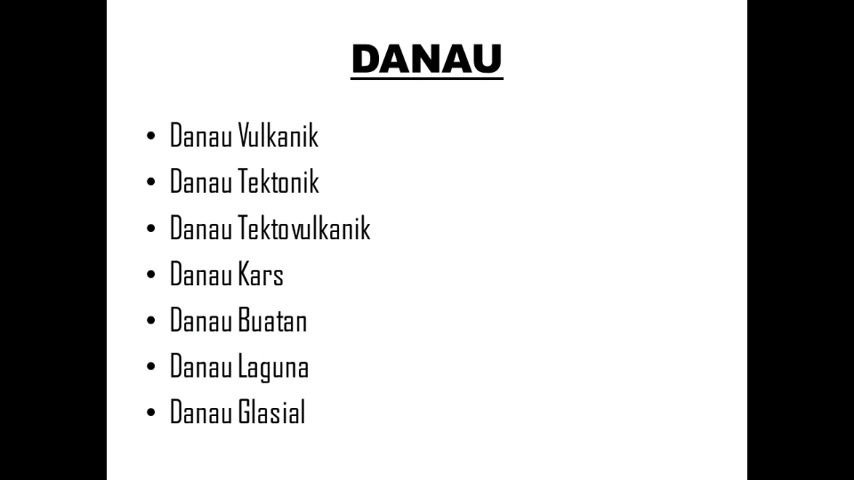 DANAU
• Danau Vulkanik
• Danau Tektonik
• Danau Tektovulkanik
• Danau Kars
• Danau Buatan
• Danau Laguna
• Danau Glasial